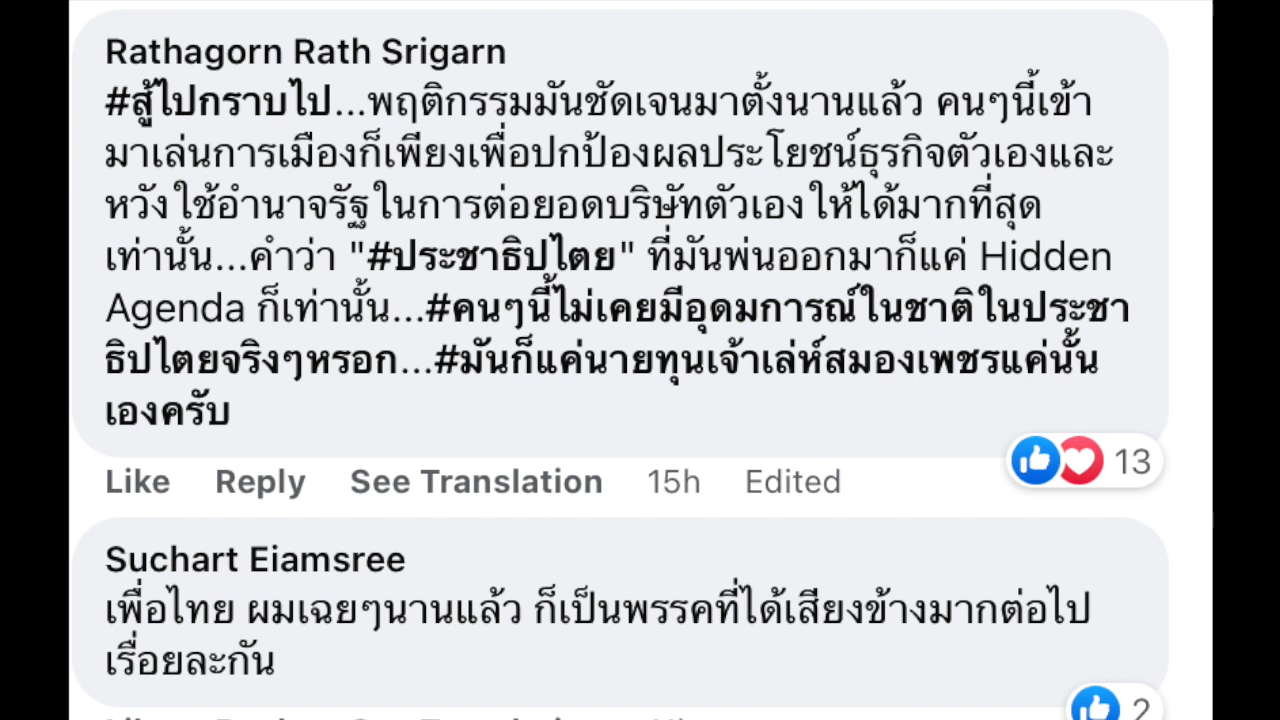 Rathagorn Rath Srigarn
#สู้ไปกราบไป...พฤติกรรมมันชัดเจนมาตั้งนานแล้ว คนๆนี้เข้า
มาเล่นการเมืองก็เพียงเพื่อปกป้องผลประโยชน์ธุรกิจตัวเองและ
หวังใช้อำนาจรัฐในการต่อยอดบริษัทตัวเองให้ได้มากที่สุด
เท่านั้น...คำว่า "#ประชาธิปไตย" ที่มันพ่นออกมาก็แค่ Hidden
Agenda ก็เท่านั้น...#คนๆนี้ไม่เคยมีอุดมการณ์ในชาติในประชา
ธิปไตยจริงๆหรอก...#มันก็แค่นายทุนเจ้าเล่ห์สมองเพชรแค่นั้น
เองครับ
Like Reply See Translation 15h Edited 13
Suchart Eiamsree
เพื่อไทย ผมเฉยๆนานแล้ว ก็เป็นพรรคที่ได้เสียงข้างมากต่อไป
เรื่อยละกัน
2